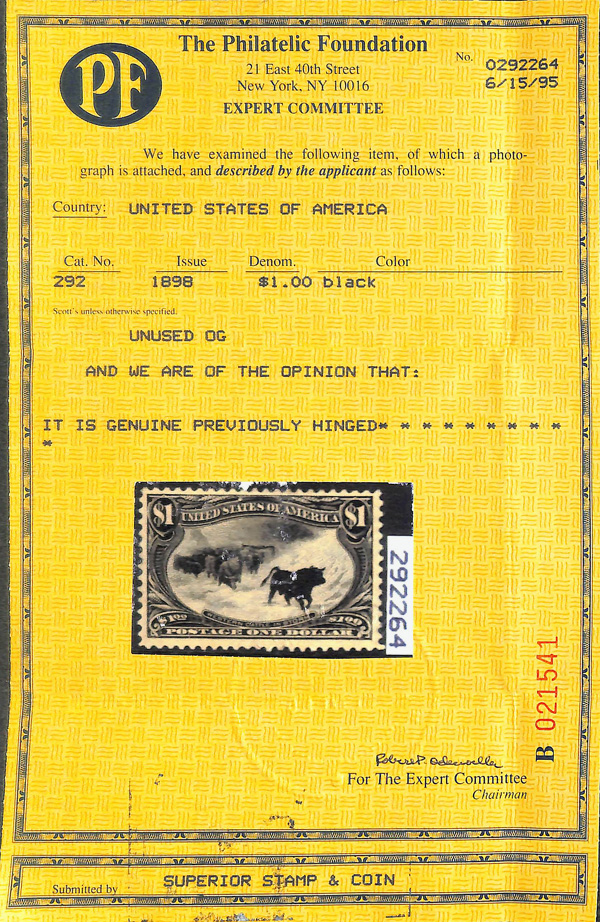 PF
The Philatelic Foundation
21 East 40th Street
New York, NY 10016
EXPERT COMMITTEE
No. 0292264
6/15/95
We have examined the following item, of which a photo-
graph is attached, and described by the applicant as follows:
Country: UNITED STATES OF AMERICA
Cat. No. Issue Denom. Color
292 1898 $1.00 black
Scott's unless otherwise specified.
UNUSED OG
AND WE ARE OF THE OPINION THAT:
IT IS GENUINE PREVIOUSLY HINGED* * * * * * * * *
*
$1 UNITED STATES OF AMERICA $1
$1.00 $1.00
POSTAGE ONE DOLLAR
292264
B 021541
For The Expert Committee
Chairman
Submitted by SUPERIOR STAMP & COIN